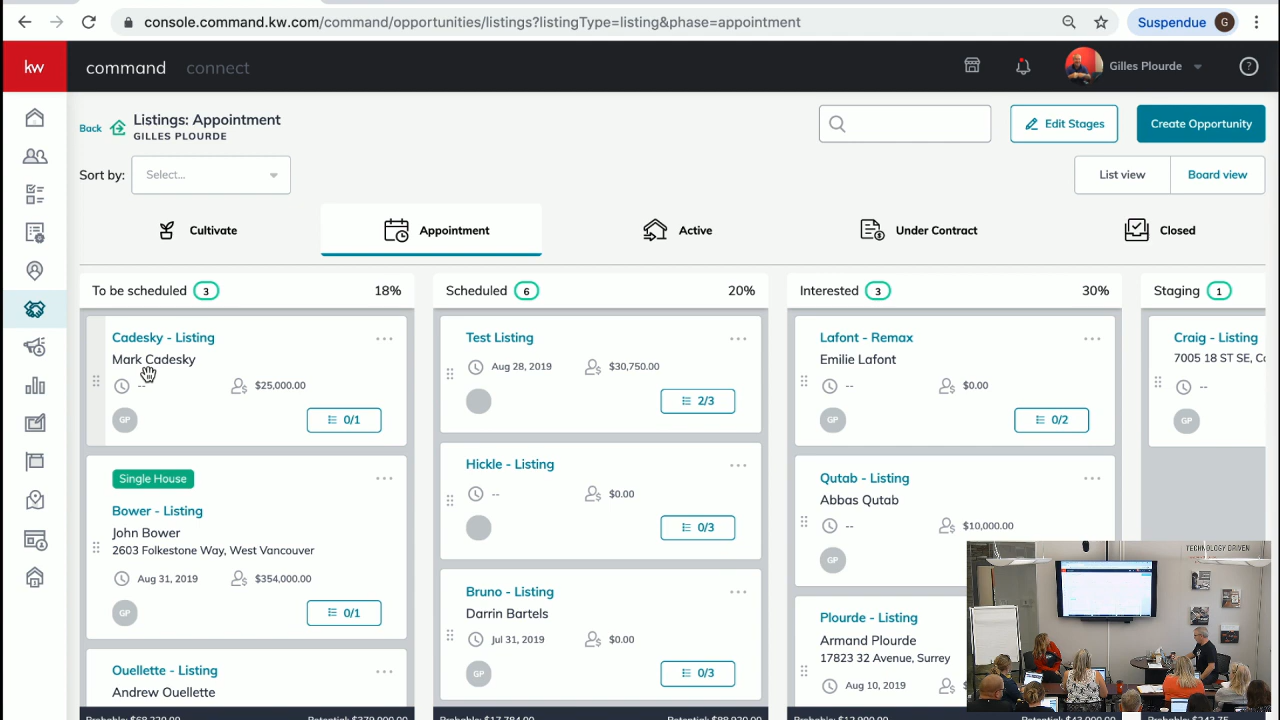 console.command.kw.com/command/opportunities/listings?listingType=listing&phase=appointment
Suspendue G
kw command connect
Gilles Plourde
?
Back Listings: Appointment
GILLES PLOURDE
Edit Stages
Create Opportunity
Sort by: Select...
List view Board view
Cultivate Appointment Active Under Contract Closed
To be scheduled 3 18%
Cadesky - Listing
Mark Cadesky
-- $25,000.00
GP 0/1
Single House
Bower - Listing
John Bower
2603 Folkestone Way, West Vancouver
Aug 31, 2019 $354,000.00
GP 0/1
Ouellette - Listing
Andrew Ouellette
Scheduled 6 20%
Test Listing
Aug 28, 2019 $30,750.00
2/3
Hickle - Listing
-- $0.00
0/3
Bruno - Listing
Darrin Bartels
Jul 31, 2019 $0.00
GP 0/3
Interested 3 30%
Lafont - Remax
Emilie Lafont
-- $0.00
GP 0/2
Qutab - Listing
Abbas Qutab
-- $10,000.00
GP
Plourde - Listing
Armand Plourde
17823 32 Avenue, Surrey
Aug 10, 2019
Staging 1
Craig - Listing
7005 18 ST SE,
--
GP
TECHNOLOGY DRIVEN